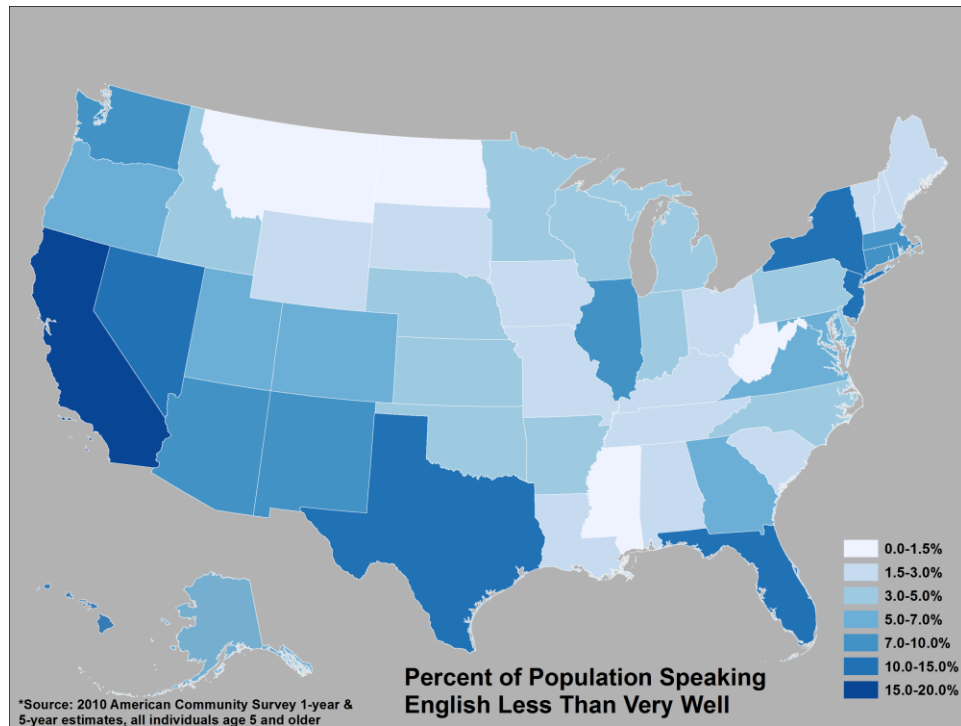 0.0-1.5%
1.5-3.0%
3.0-5.0%
5.0-7.0%
7.0-10.0%
10.0-15.0%
15.0-20.0%
Percent of Population Speaking
English Less Than Very Well
*Source: 2010 American Community Survey 1-year &
5-year estimates, all individuals age 5 and older